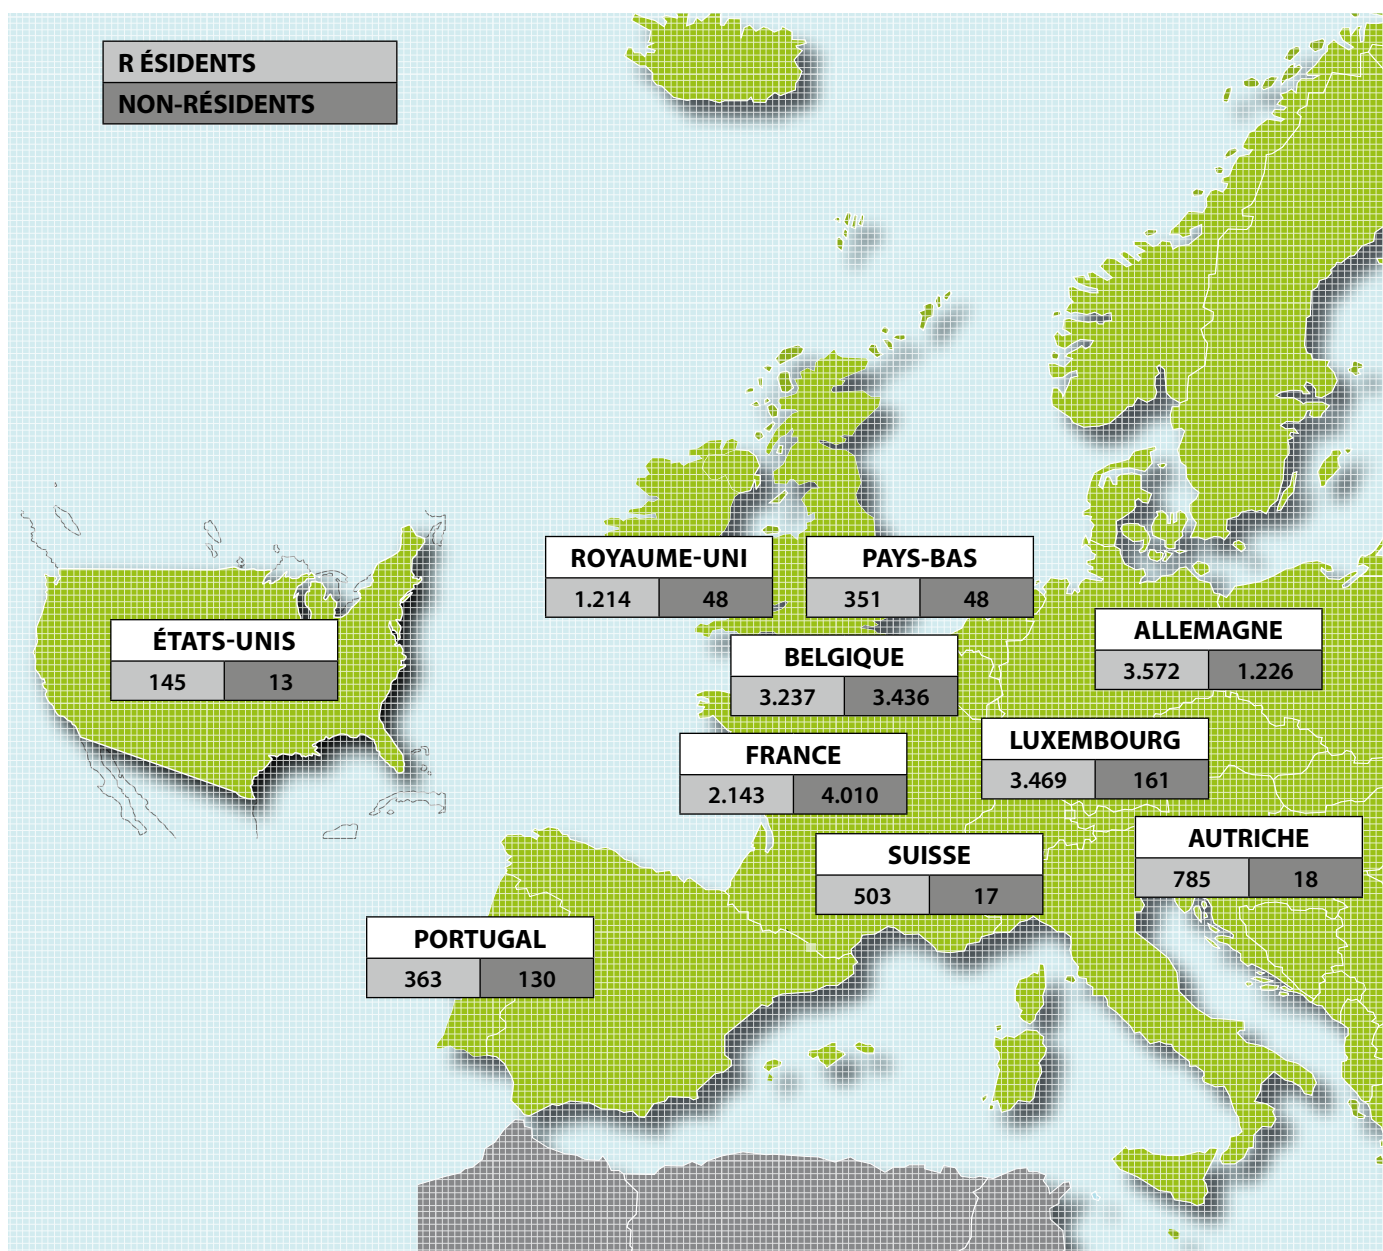 R ÉSIDENTS
NON-RÉSIDENTS
ROYAUME-UNI
1.214 48
PAYS-BAS
351 48
ÉTATS-UNIS
145 13
ALLEMAGNE
3.572 1.226
BELGIQUE
3.237 3.436
FRANCE
2.143 4.010
LUXEMBOURG
3.469 161
SUISSE
503 17
AUTRICHE
785 18
PORTUGAL
363 130